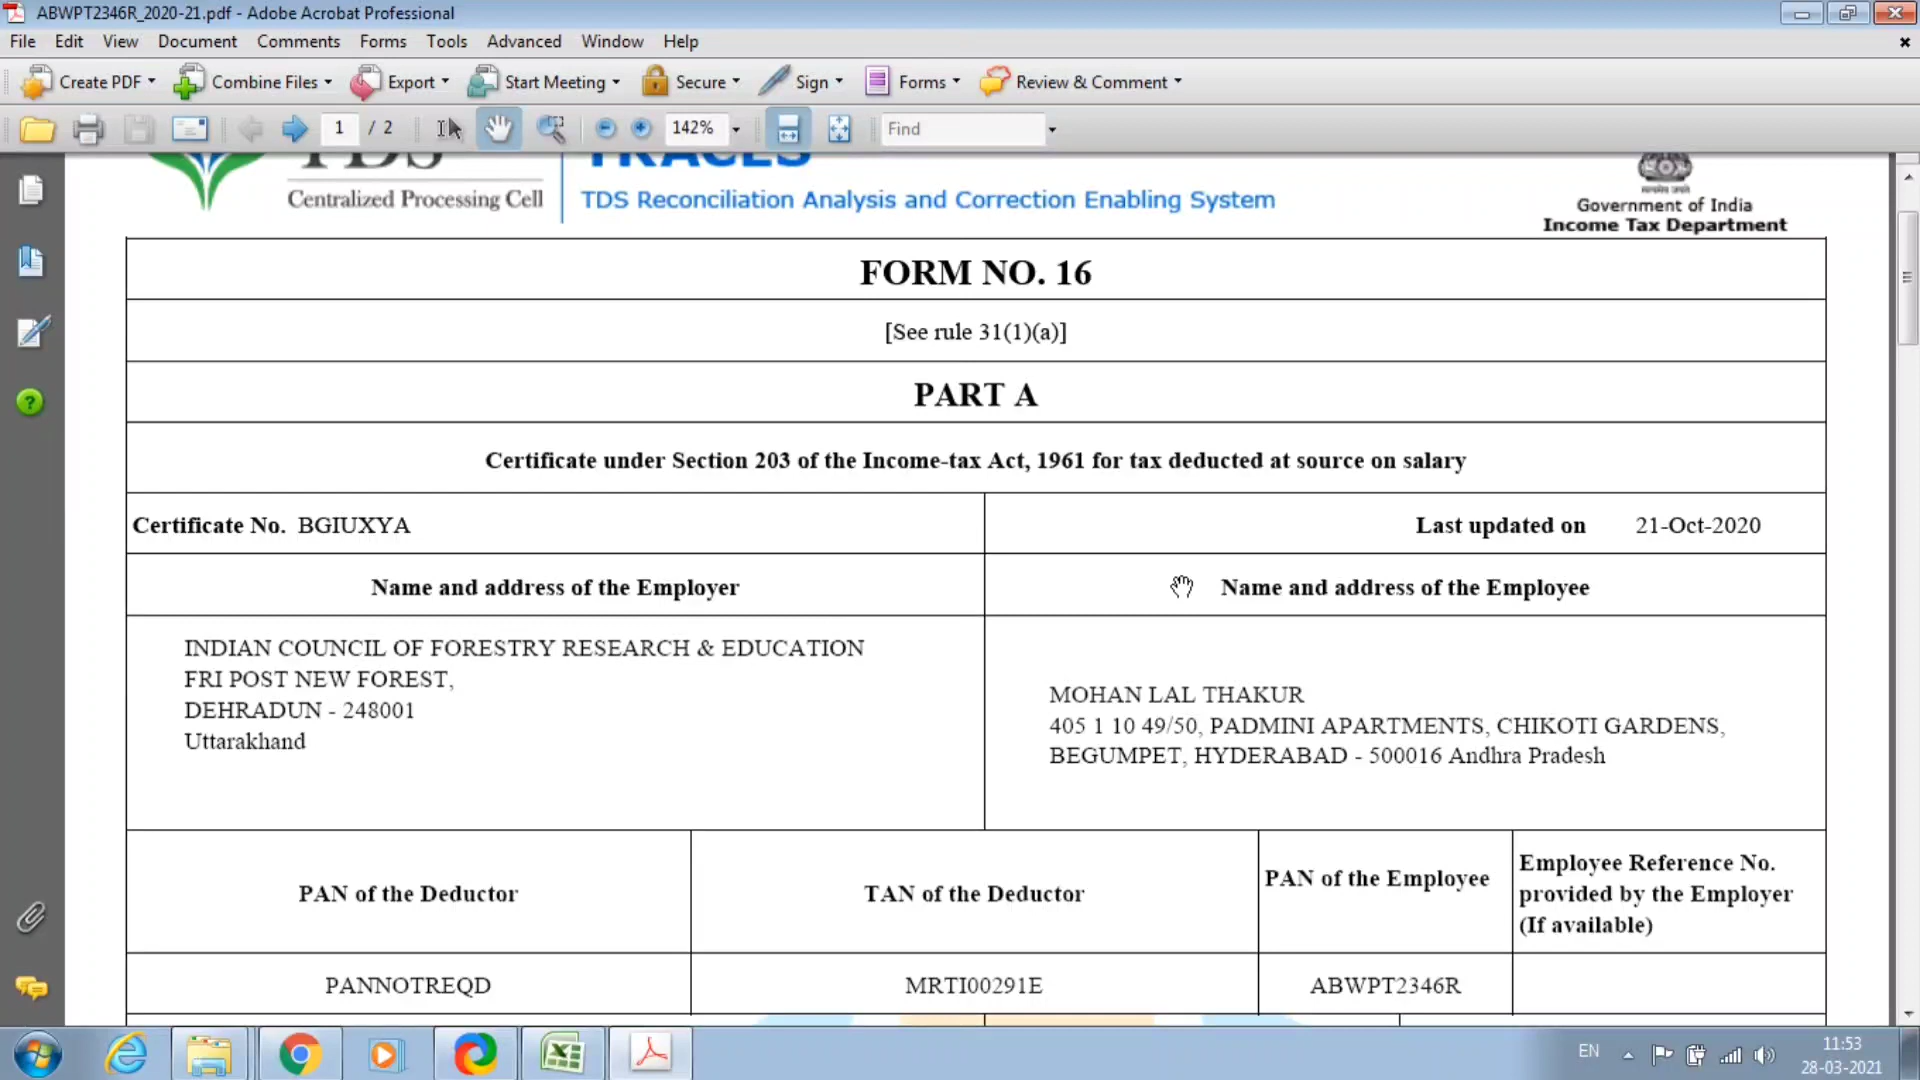 ABWPT2346R_2020-21.pdf - Adobe Acrobat Professional
File Edit View Document Comments Forms Tools Advanced Window Help
Create PDF Combine Files Export Start Meeting Secure Sign Forms Review & Comment
1 / 2 142% Find
TDS TRACES
Centralized Processing Cell
TDS Reconciliation Analysis and Correction Enabling System
Government of India
Income Tax Department
FORM NO. 16
[See rule 31(1)(a)]
PART A
Certificate under Section 203 of the Income-tax Act, 1961 for tax deducted at source on salary
Certificate No. BGIUXYA
Last updated on 21-Oct-2020
Name and address of the Employer
Name and address of the Employee
INDIAN COUNCIL OF FORESTRY RESEARCH & EDUCATION
FRI POST NEW FOREST,
DEHRADUN - 248001
Uttarakhand
MOHAN LAL THAKUR
405 1 10 49/50, PADMINI APARTMENTS, CHIKOTI GARDENS,
BEGUMPET, HYDERABAD - 500016 Andhra Pradesh
PAN of the Deductor
TAN of the Deductor
PAN of the Employee
Employee Reference No.
provided by the Employer
(If available)
PANNOTREQD
MRTI00291E
ABWPT2346R
EN
11:53
28-03-2021